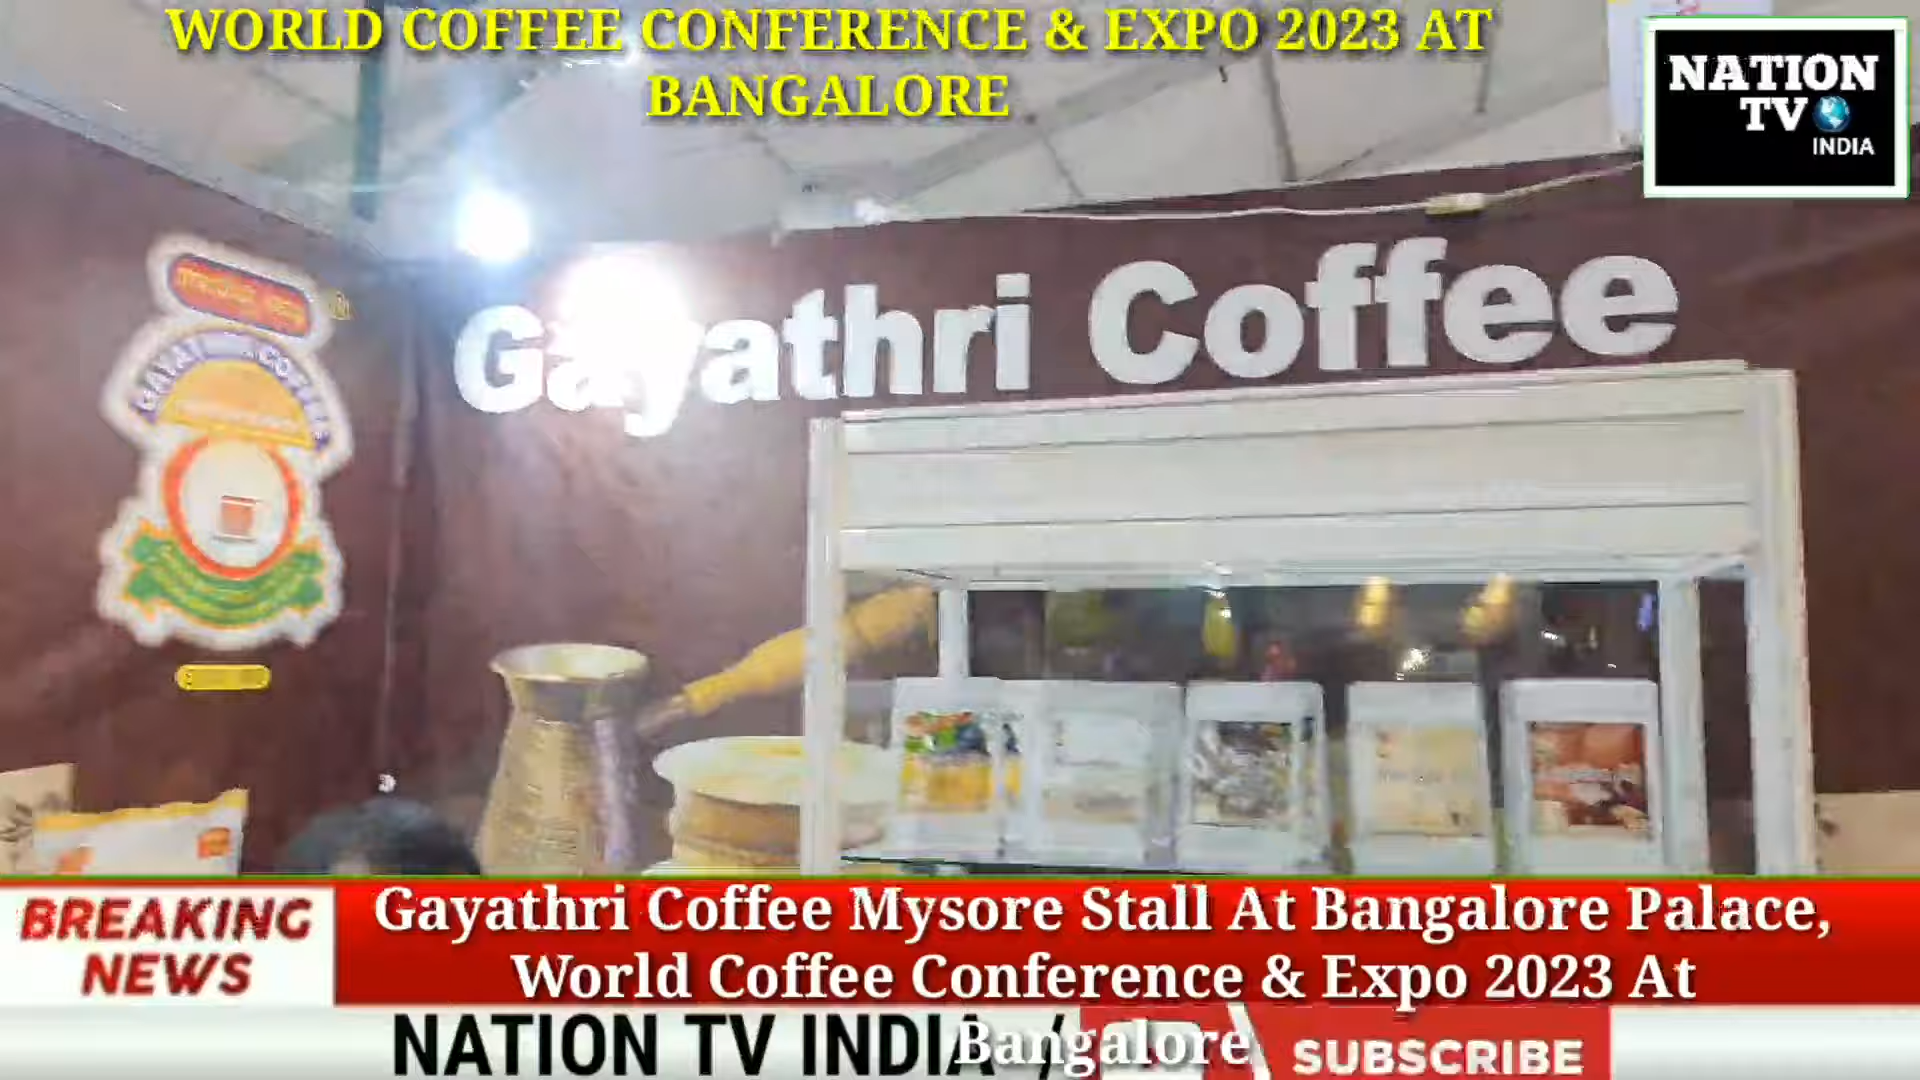 WORLD COFFEE CONFERENCE & EXPO 2023 AT
BANGALORE
NATION
TV
INDIA
Gayathri Coffee
COFFEE
BREAKING
NEWS
Gayathri Coffee Mysore Stall At Bangalore Palace,
World Coffee Conference & Expo 2023 At
Bangalore
NATION TV INDIA /
SUBSCRIBE